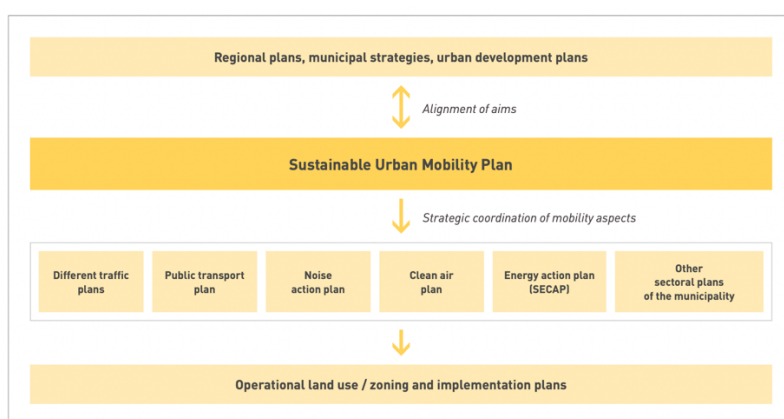 Regional plans, municipal strategies, urban development plans
Alignment of aims
Sustainable Urban Mobility Plan
Strategic coordination of mobility aspects
Different traffic
plans
Public transport
plan
Noise
action plan
Clean air
plan
Energy action plan
(SECAP)
Other
sectoral plans
of the municipality
Operational land use / zoning and implementation plans